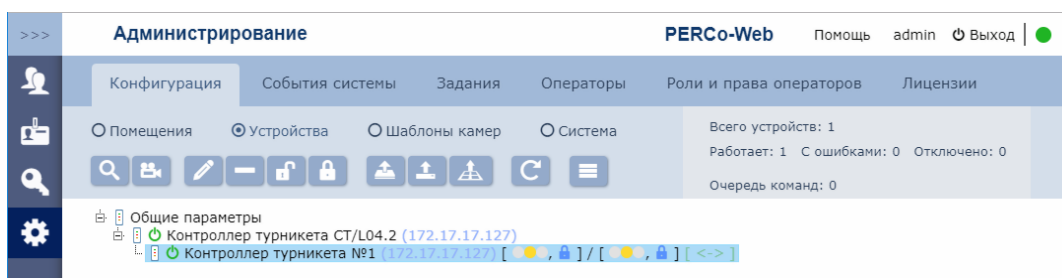 >>> Администрирование PERCo-Web Помощь admin Выход
Конфигурация События системы Задания Операторы Роли и права операторов Лицензии
Помещения Устройства Шаблоны камер Система
Всего устройств: 1
Работает: 1 С ошибками: 0 Отключено: 0
Очередь команд: 0
Общие параметры
Контроллер турникета CT/L04.2 (172.17.17.127)
Контроллер турникета №1 (172.17.17.127) [ , ] / [ , ] [ <-> ]